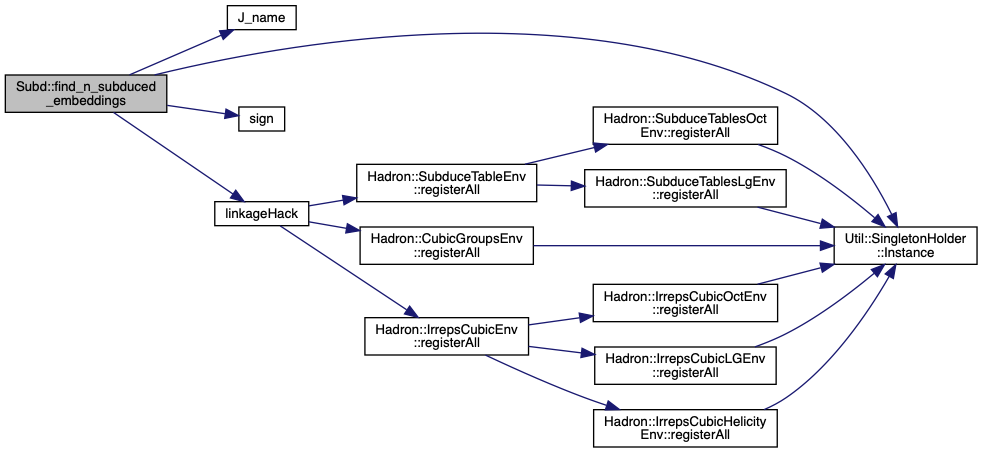 J_name
Subd::find_n_subduced
_embeddings
sign
linkageHack
Hadron::SubduceTableEnv
::registerAll
Hadron::CubicGroupsEnv
::registerAll
Hadron::IrrepsCubicEnv
::registerAll
Hadron::SubduceTablesOct
Env::registerAll
Hadron::SubduceTablesLgEnv
::registerAll
Hadron::IrrepsCubicOctEnv
::registerAll
Hadron::IrrepsCubicLGEnv
::registerAll
Hadron::IrrepsCubicHelicity
Env::registerAll
Util::SingletonHolder
::Instance